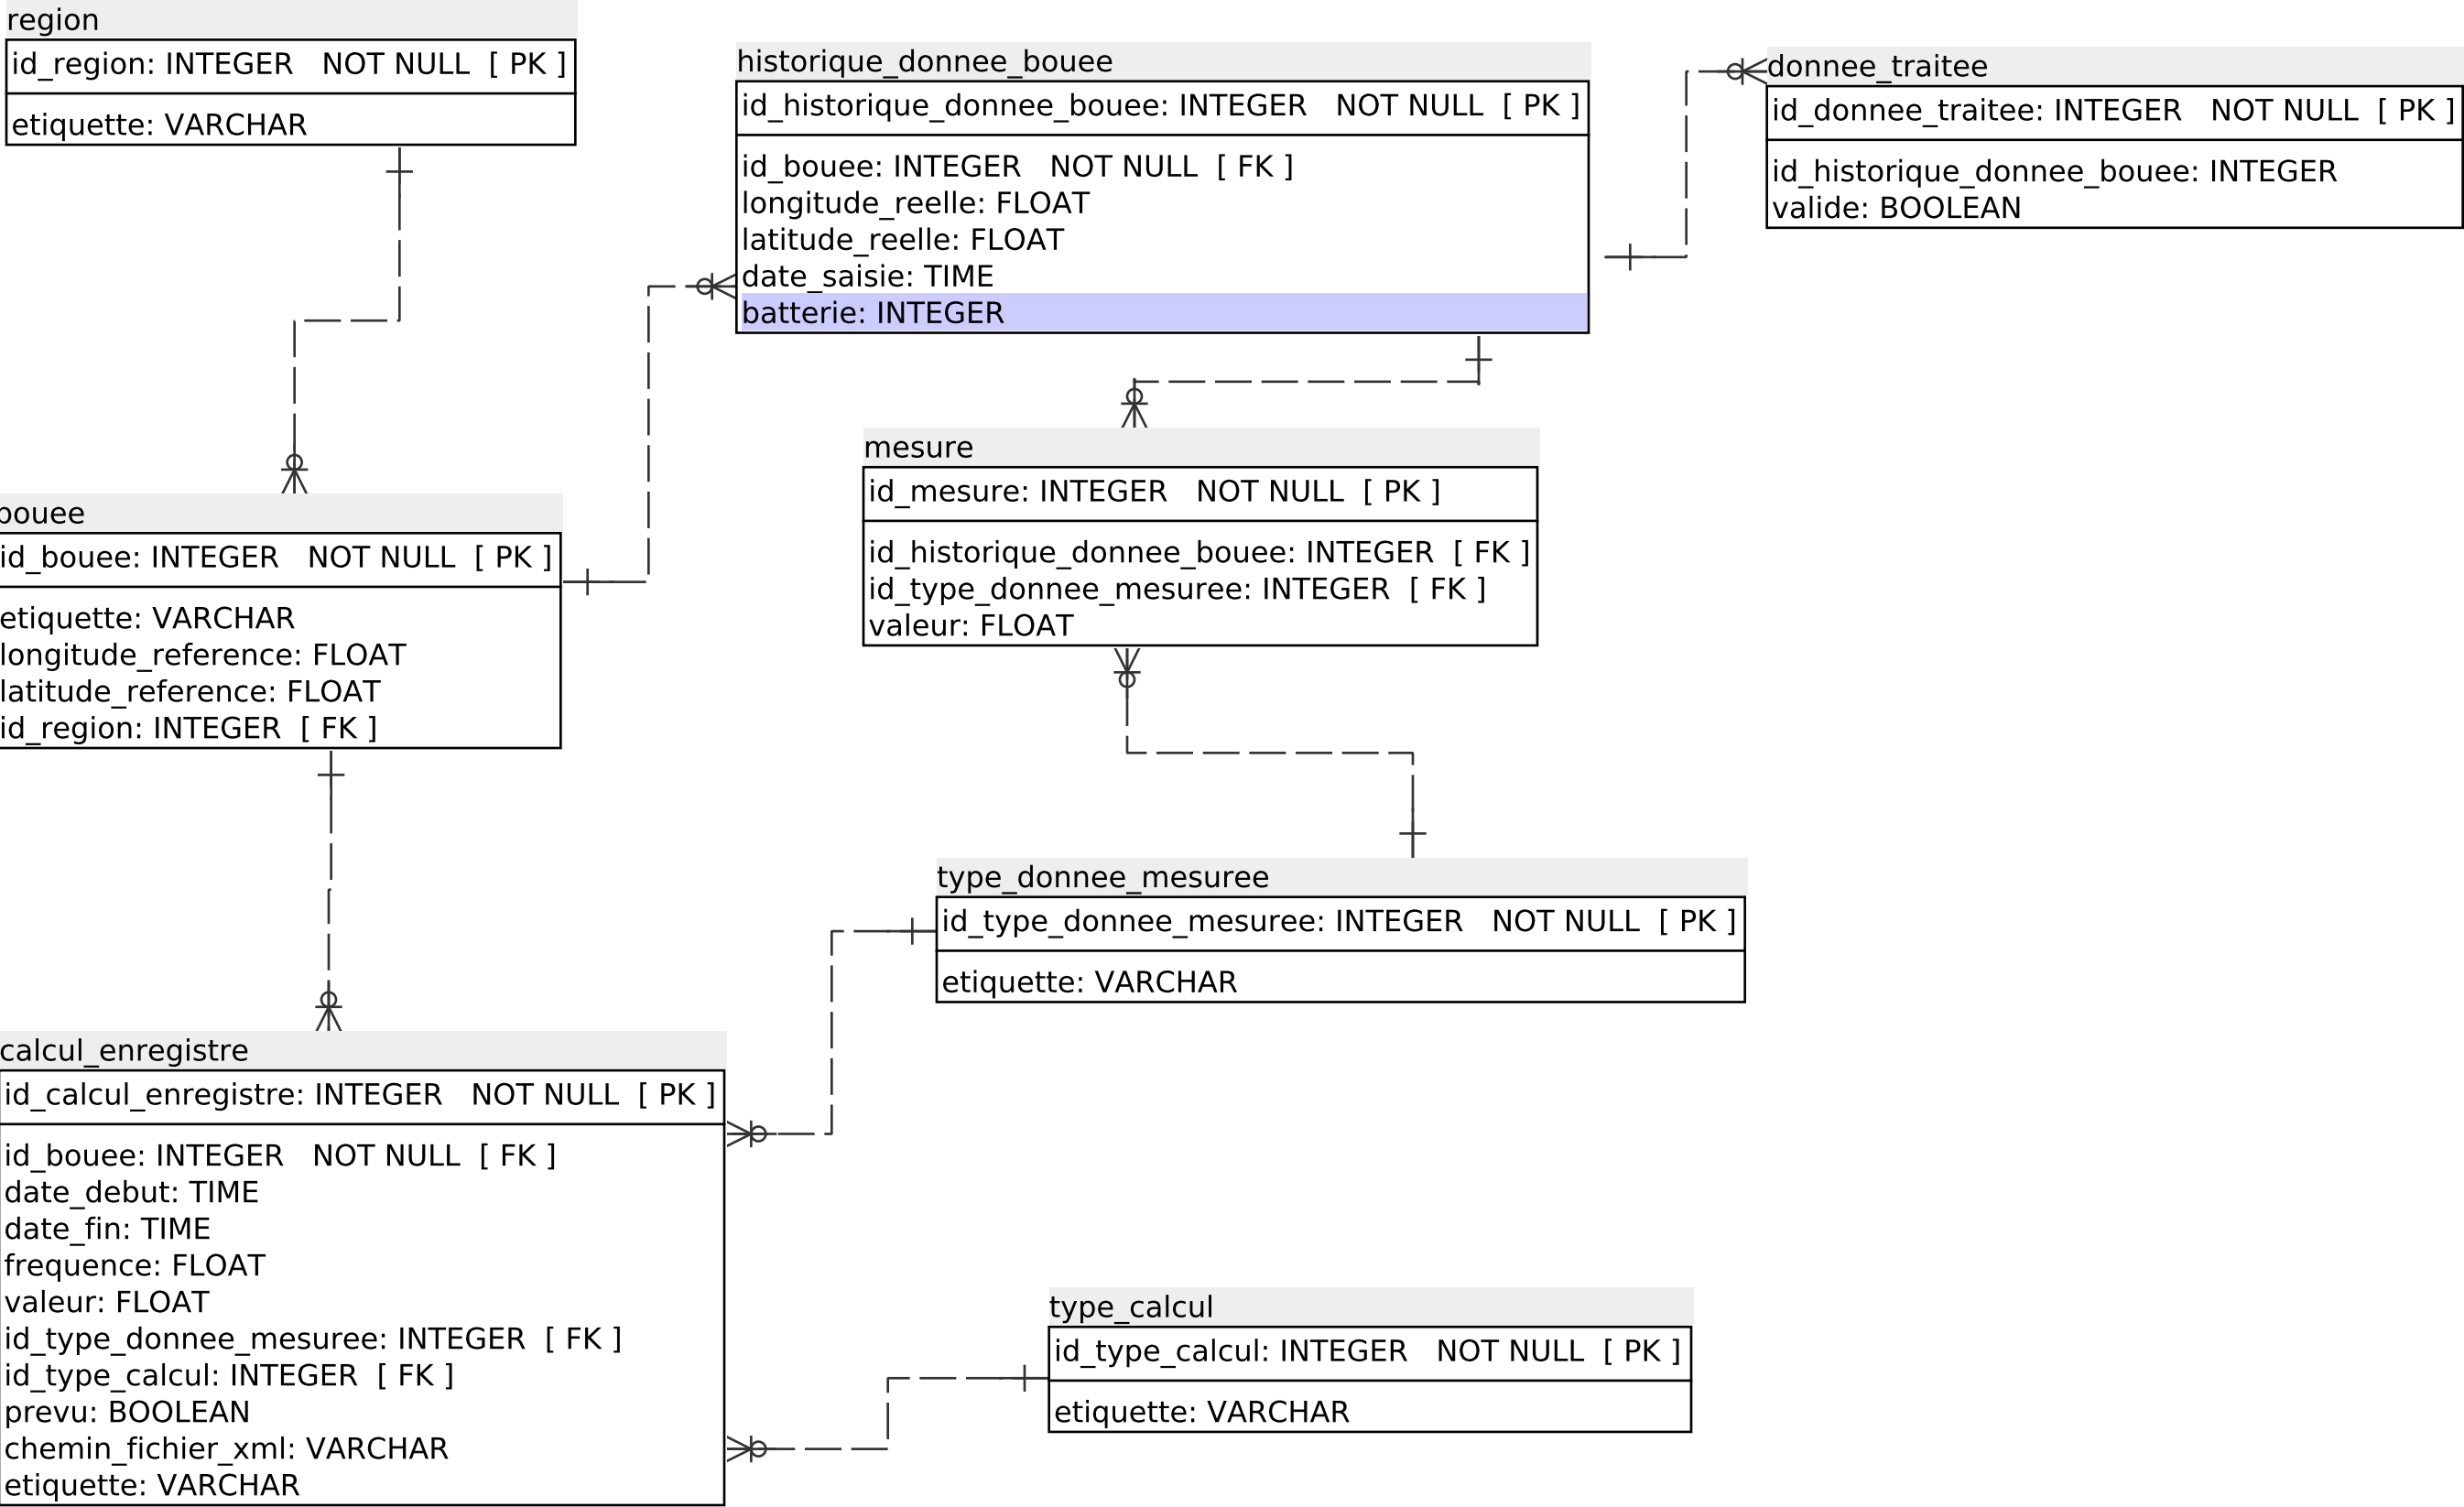 region
id_region: INTEGER   NOT NULL  [ PK ]
etiquette: VARCHAR
historique_donnee_bouee
id_historique_donnee_bouee: INTEGER   NOT NULL  [ PK ]
id_bouee: INTEGER   NOT NULL  [ FK ]
longitude_reelle: FLOAT
latitude_reelle: FLOAT
date_saisie: TIME
batterie: INTEGER
donnee_traitee
id_donnee_traitee: INTEGER   NOT NULL  [ PK ]
id_historique_donnee_bouee: INTEGER
valide: BOOLEAN
mesure
id_mesure: INTEGER   NOT NULL  [ PK ]
id_historique_donnee_bouee: INTEGER  [ FK ]
id_type_donnee_mesuree: INTEGER  [ FK ]
valeur: FLOAT
bouee
id_bouee: INTEGER   NOT NULL  [ PK ]
etiquette: VARCHAR
longitude_reference: FLOAT
latitude_reference: FLOAT
id_region: INTEGER  [ FK ]
type_donnee_mesuree
id_type_donnee_mesuree: INTEGER   NOT NULL  [ PK ]
etiquette: VARCHAR
calcul_enregistre
id_calcul_enregistre: INTEGER   NOT NULL  [ PK ]
id_bouee: INTEGER   NOT NULL  [ FK ]
date_debut: TIME
date_fin: TIME
frequence: FLOAT
valeur: FLOAT
id_type_donnee_mesuree: INTEGER  [ FK ]
id_type_calcul: INTEGER  [ FK ]
prevu: BOOLEAN
chemin_fichier_xml: VARCHAR
etiquette: VARCHAR
type_calcul
id_type_calcul: INTEGER   NOT NULL  [ PK ]
etiquette: VARCHAR